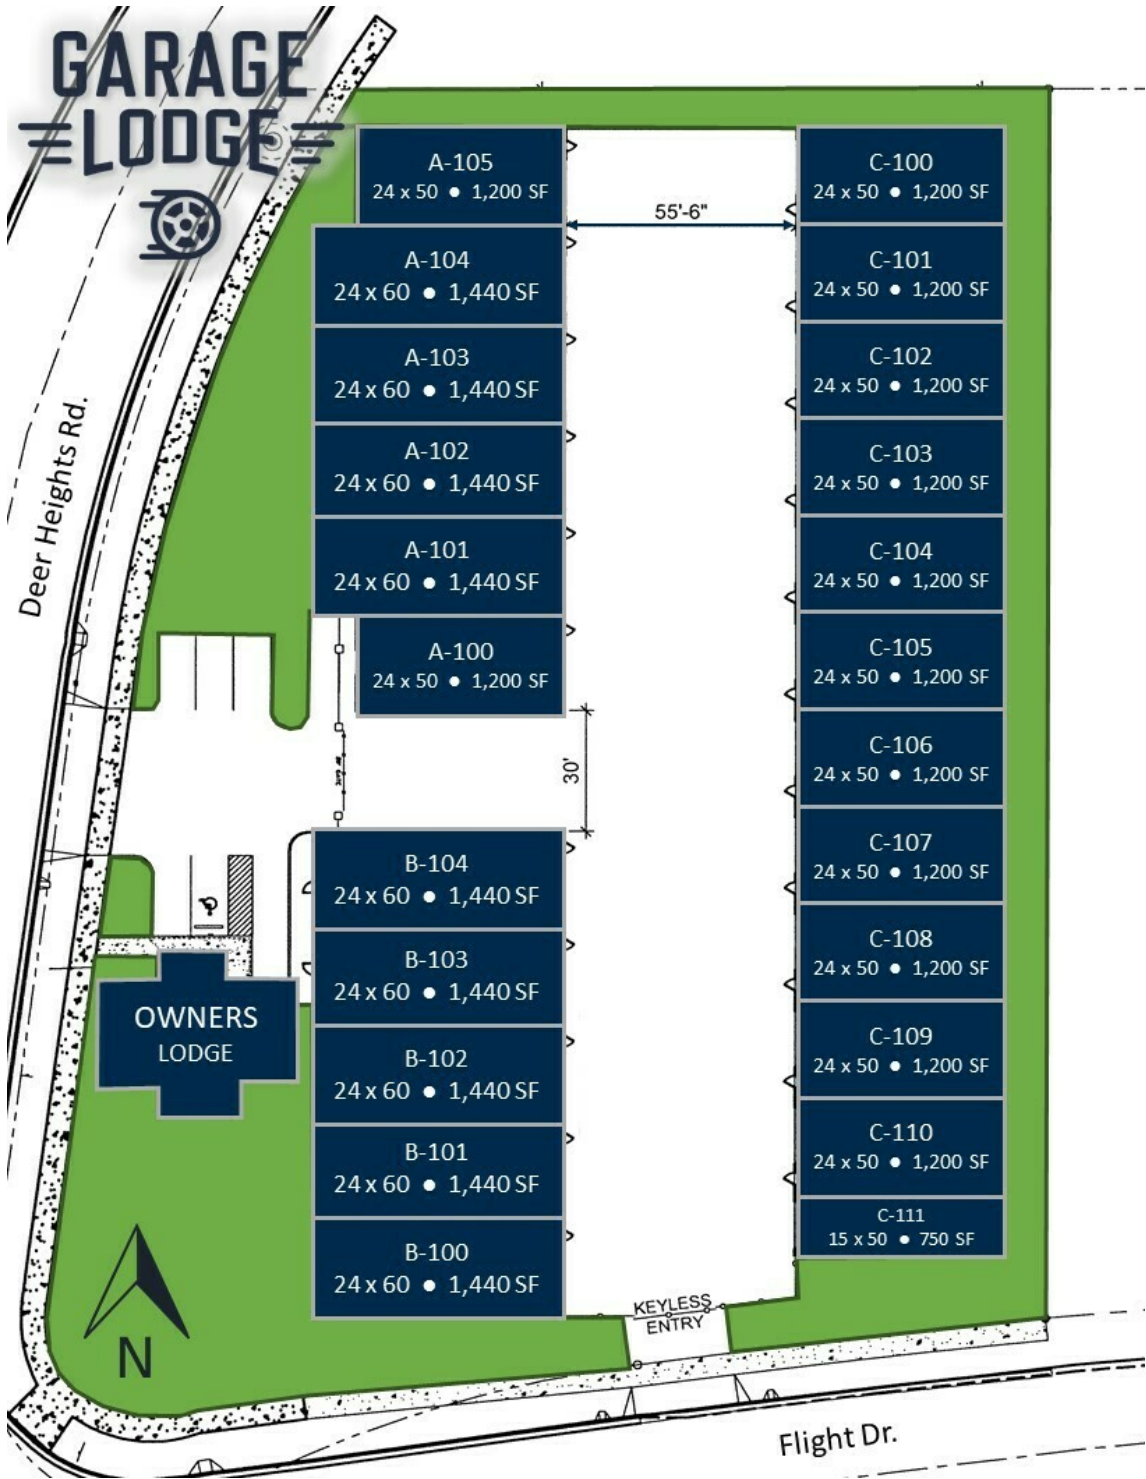 GARAGE
LODGE
A-105
24 x 50 ● 1,200 SF
A-104
24 x 60 ● 1,440 SF
A-103
24 x 60 ● 1,440 SF
A-102
24 x 60 ● 1,440 SF
A-101
24 x 60 ● 1,440 SF
A-100
24 x 50 ● 1,200 SF
55'-6"
30'
C-100
24 x 50 ● 1,200 SF
C-101
24 x 50 ● 1,200 SF
C-102
24 x 50 ● 1,200 SF
C-103
24 x 50 ● 1,200 SF
C-104
24 x 50 ● 1,200 SF
C-105
24 x 50 ● 1,200 SF
C-106
24 x 50 ● 1,200 SF
C-107
24 x 50 ● 1,200 SF
C-108
24 x 50 ● 1,200 SF
C-109
24 x 50 ● 1,200 SF
C-110
24 x 50 ● 1,200 SF
C-111
15 x 50 ● 750 SF
B-104
24 x 60 ● 1,440 SF
B-103
24 x 60 ● 1,440 SF
B-102
24 x 60 ● 1,440 SF
B-101
24 x 60 ● 1,440 SF
B-100
24 x 60 ● 1,440 SF
OWNERS
LODGE
Deer Heights Rd.
N
KEYLESS
ENTRY
Flight Dr.